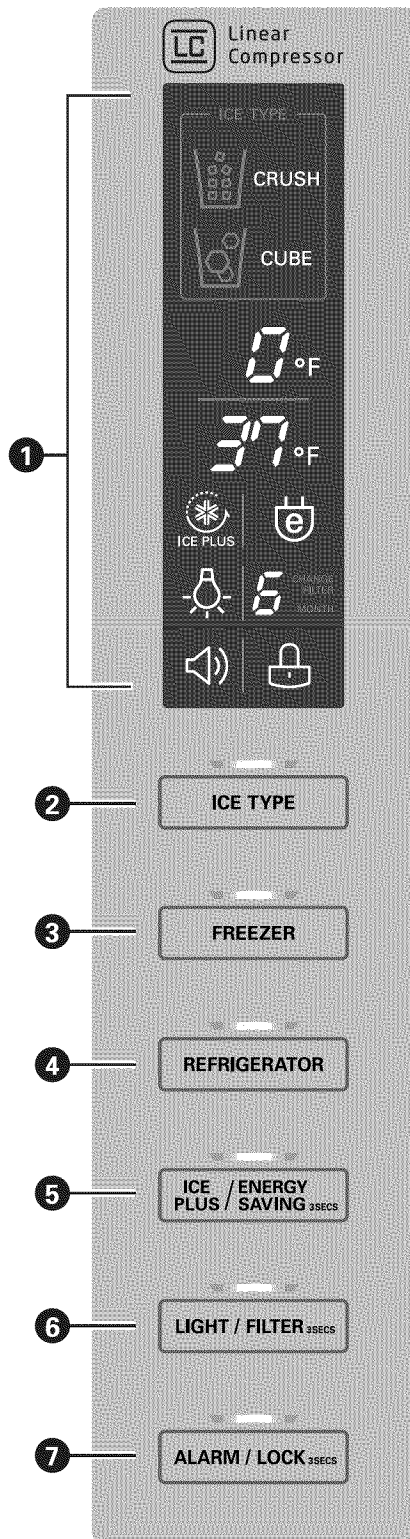 LC
Linear
Compressor
ICE TYPE
CRUSH
CUBE
0 °F
37 °F
ICE PLUS
e
6
CHANGE
FILTER
MONTH
1
2
ICE TYPE
3
FREEZER
4
REFRIGERATOR
5
ICE PLUS / ENERGY SAVING 3SECS
6
LIGHT / FILTER 3SECS
7
ALARM / LOCK 3SECS